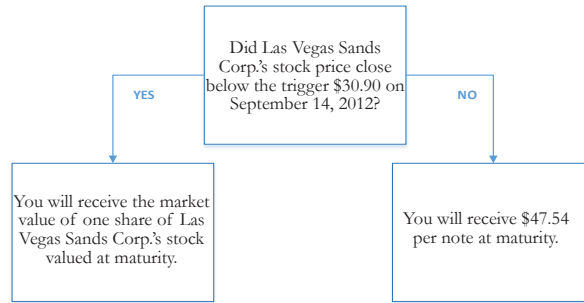 Did Las Vegas Sands
Corp.'s stock price close
below the trigger $30.90 on
September 14, 2012?
YES
NO
You will receive the market
value of one share of Las
Vegas Sands Corp.'s stock
valued at maturity.
You will receive $47.54
per note at maturity.